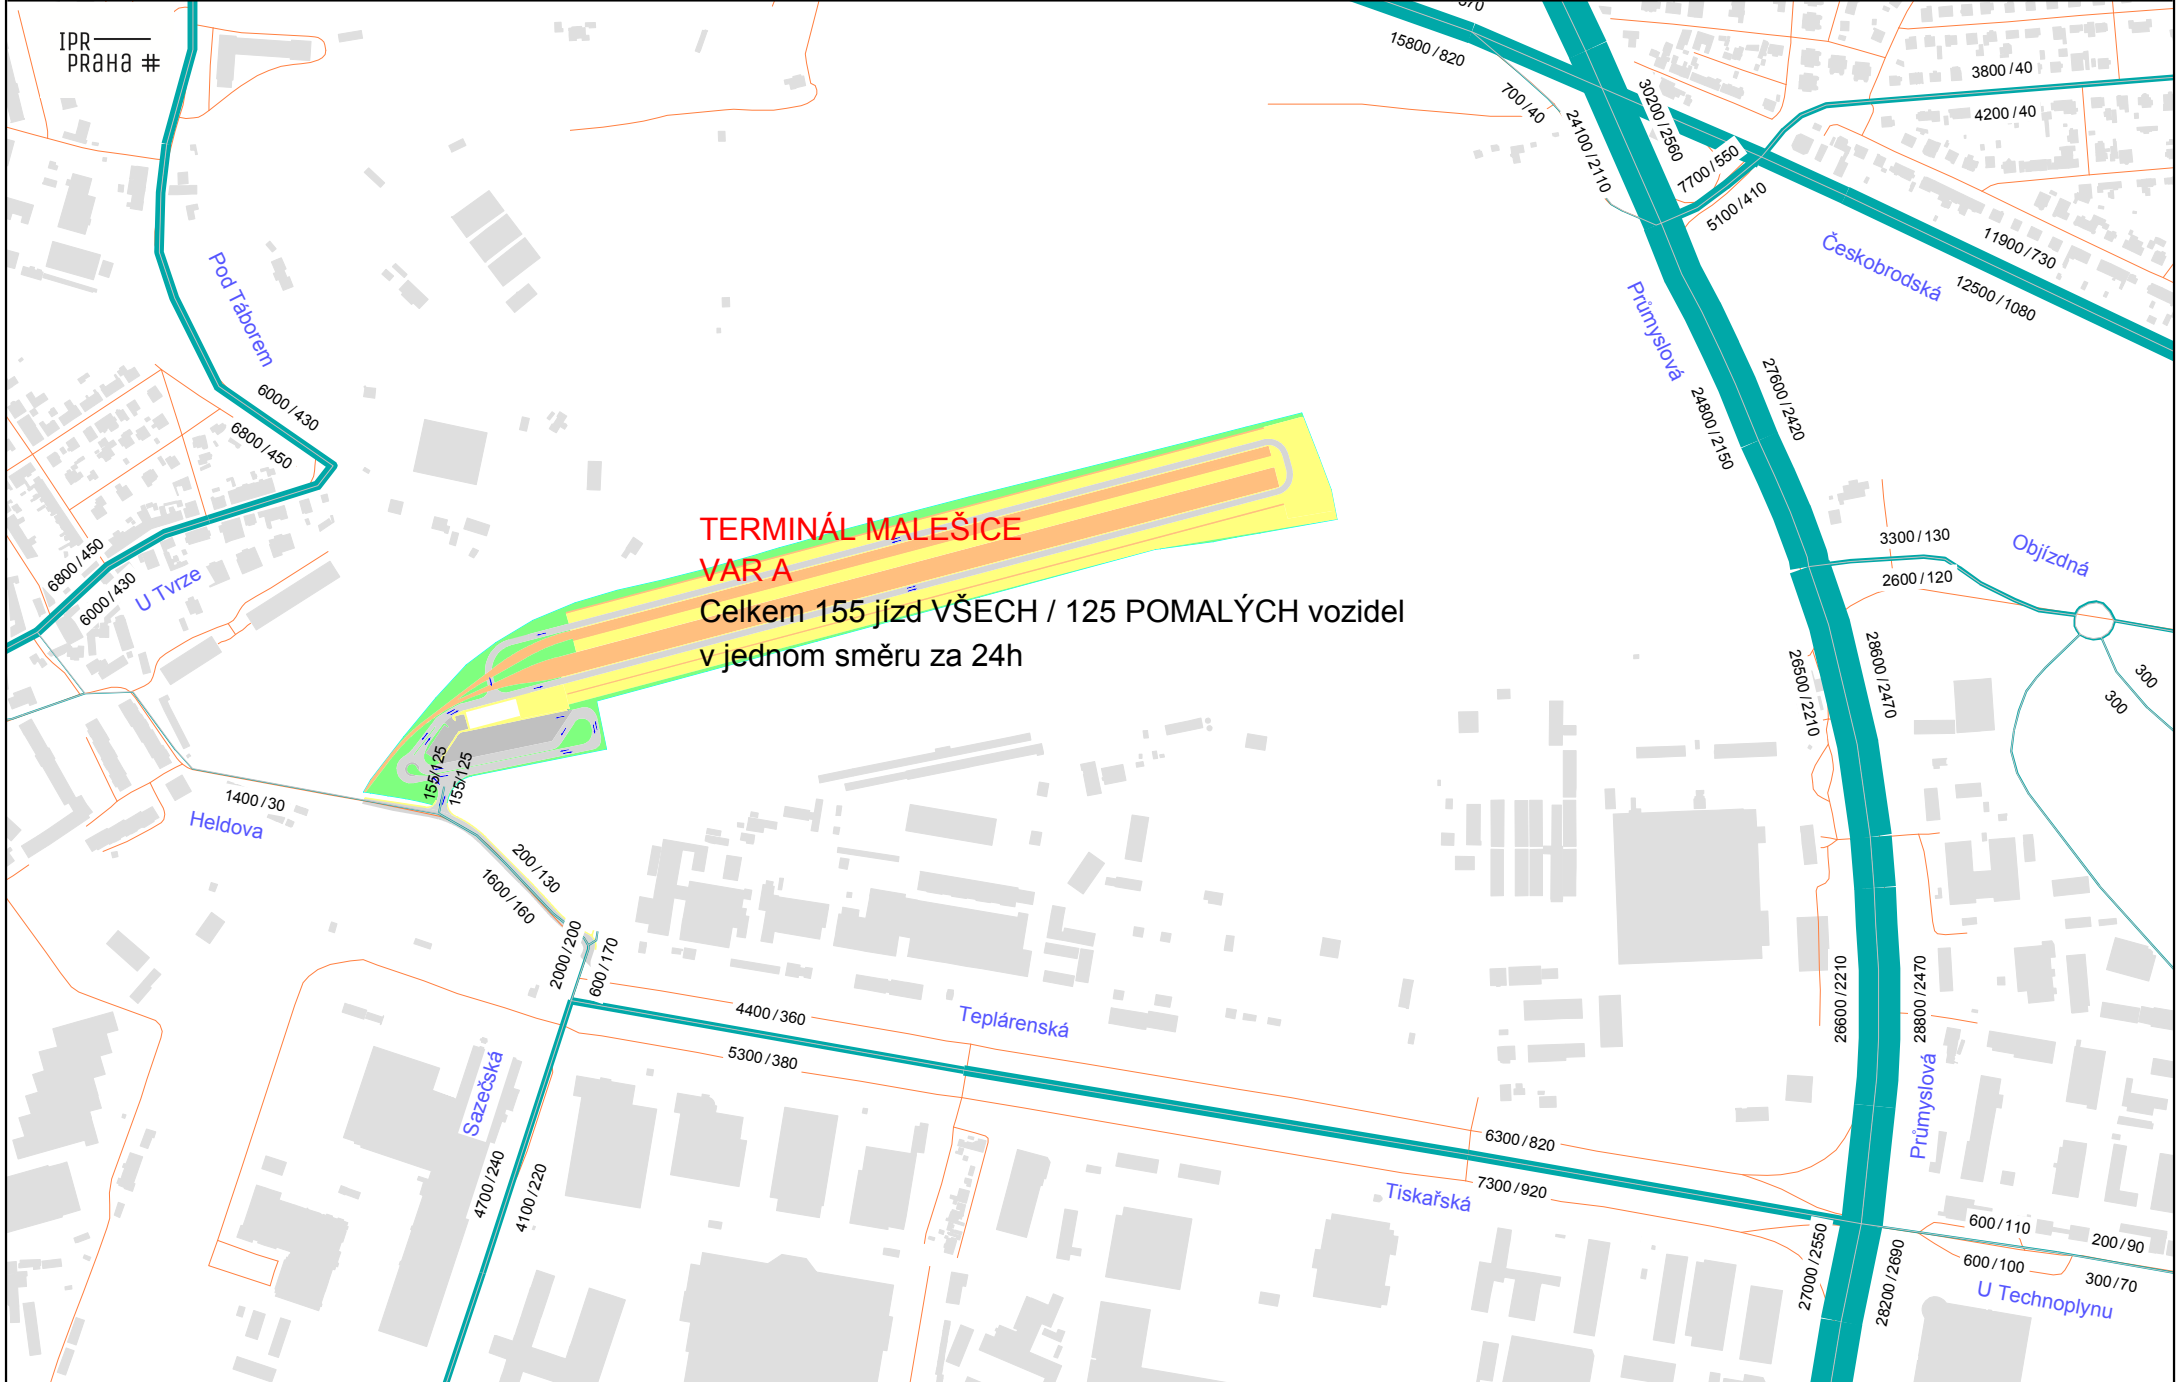 IPR
PRAHA #
15800/820
700/40
24100/2110
30200/2560
7700/550
5100/410
3800/40
4200/40
11900/730
12500/1080
Českobrodská
Průmyslová
Pod Táborem
6000/430
6800/450
27600/2420
24800/2150
6800/450
6000/430
U Tvrze
TERMINÁL MALEŠICE
VAR A
Celkem 155 jízd VŠECH / 125 POMALÝCH vozidel
v jednom směru za 24h
3300/130
2600/120
Objízdná
26500/2210
28600/2470
300
300
155/125
155/125
1400/30
Heldova
200/130
1600/160
2000/200
600/170
4400/360
5300/380
Teplárenská
26600/2210
28800/2470
Průmyslová
Sazečská
4700/240
4100/220
6300/820
7300/920
Tiskařská
27000/2550
28200/2690
600/110
600/100
200/90
300/70
U Technoplynu